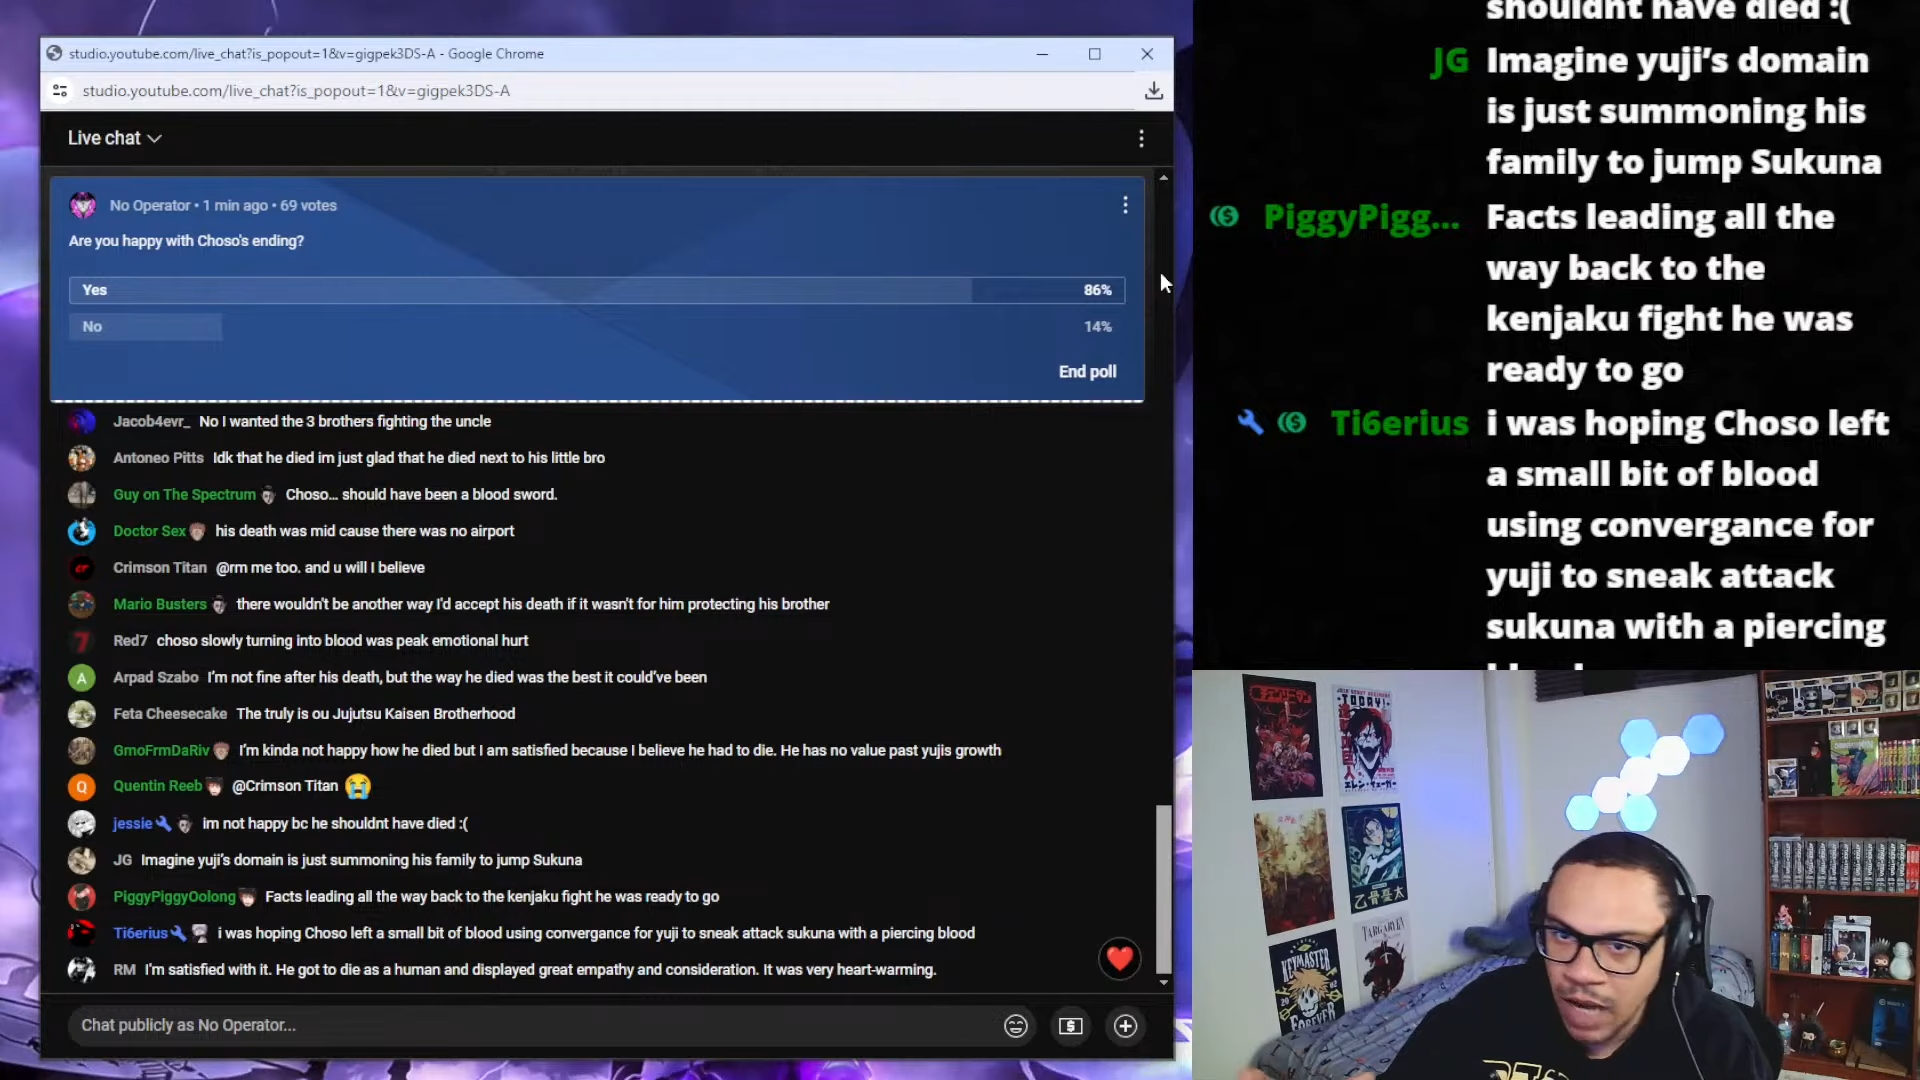 studio.youtube.com/live_chat?is_popout=1&v=gigpek3DS-A - Google Chrome
studio.youtube.com/live_chat?is_popout=1&v=gigpek3DS-A
Live chat
No Operator • 1 min ago • 69 votes
Are you happy with Choso's ending?
Yes 86%
No 14%
End poll
Jacob4evr_ No I wanted the 3 brothers fighting the uncle
Antoneo Pitts Idk that he died im just glad that he died next to his little bro
Guy on The Spectrum Choso... should have been a blood sword.
Doctor Sex his death was mid cause there was no airport
Crimson Titan @rm me too. and u will I believe
Mario Busters there wouldn't be another way I'd accept his death if it wasn't for him protecting his brother
Red7 choso slowly turning into blood was peak emotional hurt
A Arpad Szabo I'm not fine after his death, but the way he died was the best it could've been
Feta Cheesecake The truly is ou Jujutsu Kaisen Brotherhood
GmoFrmDaRiv I'm kinda not happy how he died but I am satisfied because I believe he had to die. He has no value past yujis growth
Q Quentin Reeb @Crimson Titan 😭
jessie im not happy bc he shouldnt have died :(
JG Imagine yuji's domain is just summoning his family to jump Sukuna
PiggyPiggyOolong Facts leading all the way back to the kenjaku fight he was ready to go
Ti6erius i was hoping Choso left a small bit of blood using convergance for yuji to sneak attack sukuna with a piercing blood
RM I'm satisfied with it. He got to die as a human and displayed great empathy and consideration. It was very heart-warming.
Chat publicly as No Operator...
shouldnt have died :(
JG Imagine yuji's domain
is just summoning his
family to jump Sukuna
PiggyPigg... Facts leading all the
way back to the
kenjaku fight he was
ready to go
Ti6erius i was hoping Choso left
a small bit of blood
using convergance for
yuji to sneak attack
sukuna with a piercing
TODAY!
乙骨憂太
TARGARYEN
KEYMASTER
20 02
FOREVER